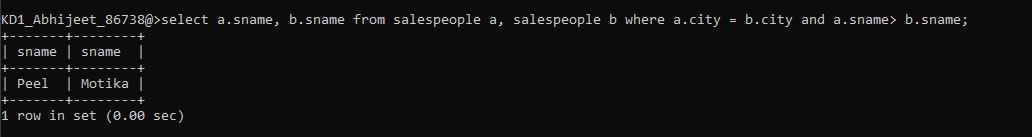 KD1_Abhijeet_86738@>select a.sname, b.sname from salespeople a, salespeople b where a.city = b.city and a.sname> b.sname;
+-------+--------+
| sname | sname  |
+-------+--------+
| Peel  | Motika |
+-------+--------+
1 row in set (0.00 sec)